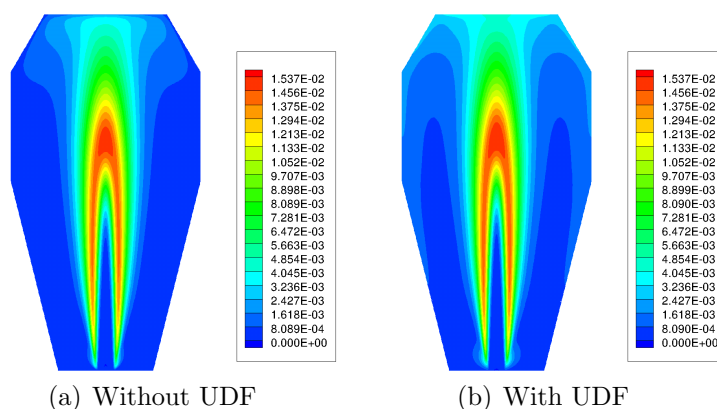 1.537E-02
1.456E-02
1.375E-02
1.294E-02
1.213E-02
1.133E-02
1.052E-02
9.707E-03
8.898E-03
8.089E-03
7.281E-03
6.472E-03
5.663E-03
4.854E-03
4.045E-03
3.236E-03
2.427E-03
1.618E-03
8.089E-04
0.000E+00
(a) Without UDF
1.537E-02
1.456E-02
1.375E-02
1.294E-02
1.213E-02
1.133E-02
1.052E-02
9.707E-03
8.899E-03
8.090E-03
7.281E-03
6.472E-03
5.663E-03
4.854E-03
4.045E-03
3.236E-03
2.427E-03
1.618E-03
8.090E-04
0.000E+00
(b) With UDF